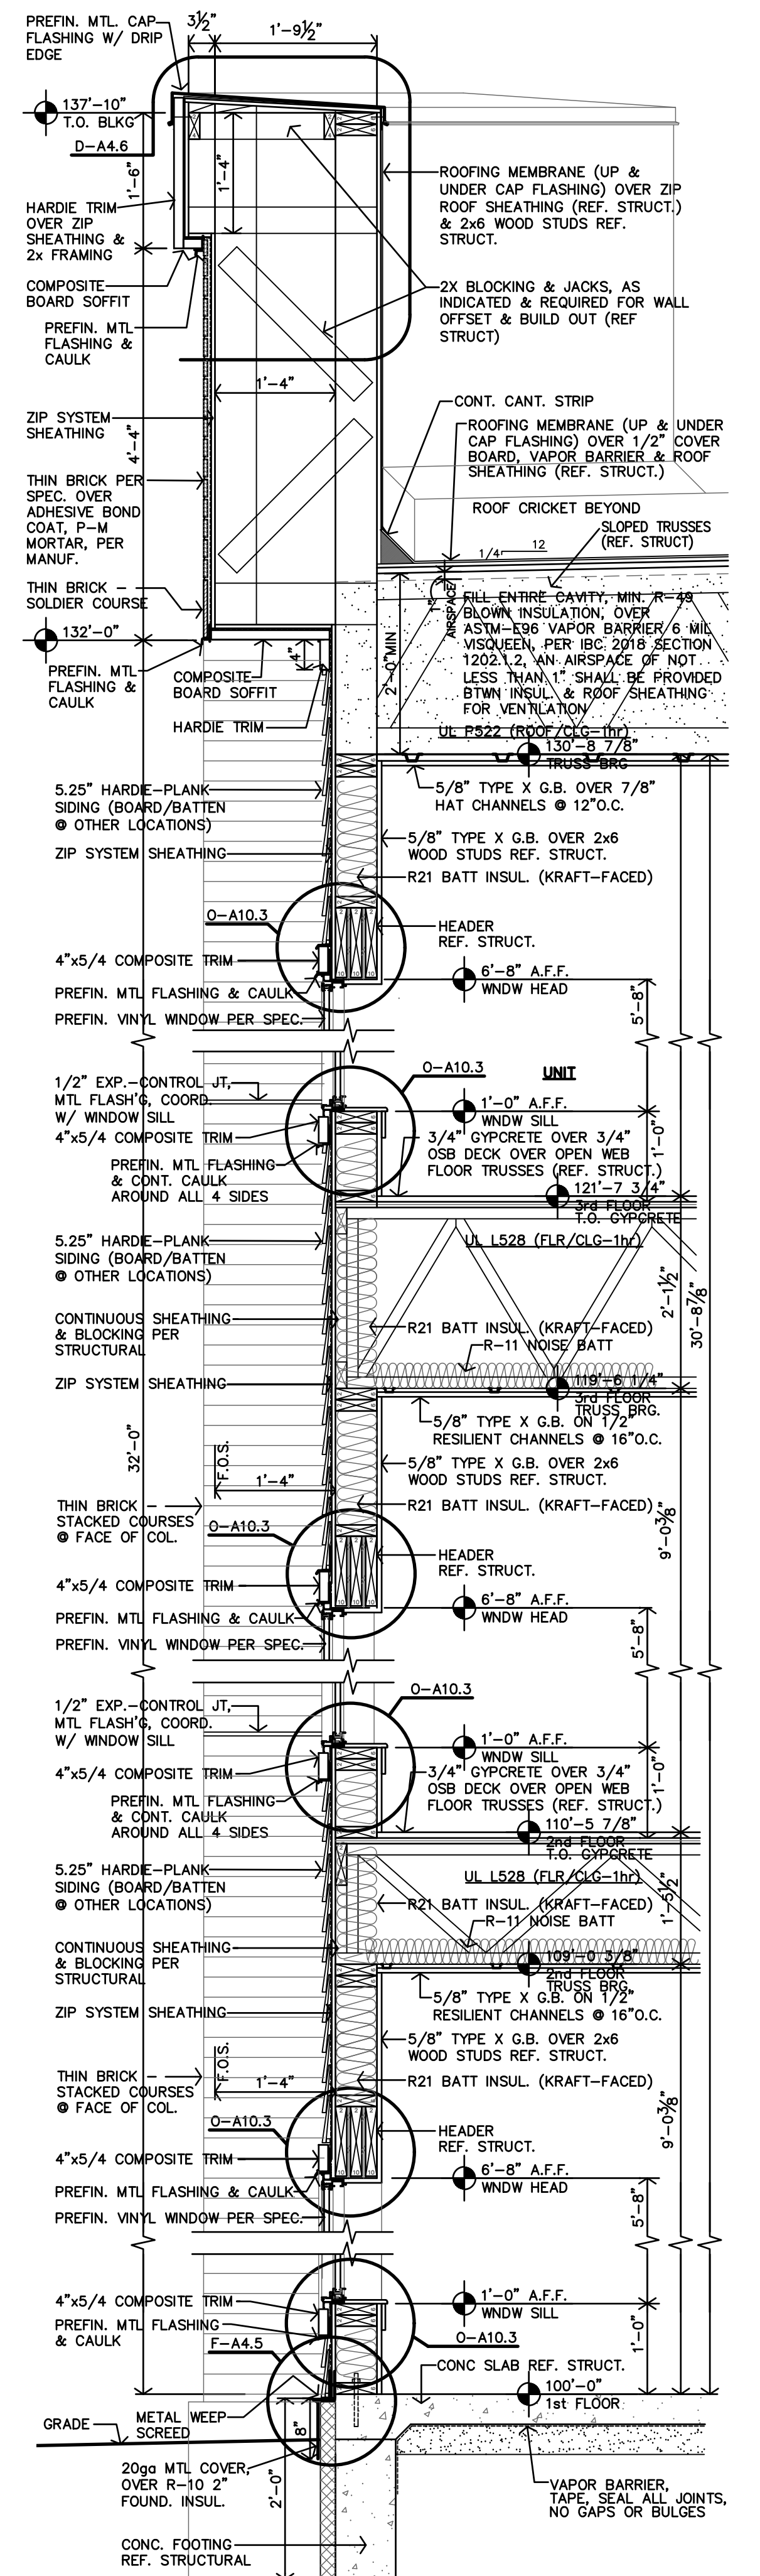 PREFIN. MTL. CAP
FLASHING W/ DRIP
EDGE
3½"
1'-9½"
137'-10"
T.O. BLKG
D-A4.6
1'-6"
1'-4"
ROOFING MEMBRANE (UP &
UNDER CAP FLASHING) OVER ZIP
ROOF SHEATHING (REF. STRUCT.)
& 2x6 WOOD STUDS REF.
STRUCT.
HARDIE TRIM
OVER ZIP
SHEATHING &
2x FRAMING
COMPOSITE
BOARD SOFFIT
2X BLOCKING & JACKS, AS
INDICATED & REQUIRED FOR WALL
OFFSET & BUILD OUT (REF
STRUCT)
PREFIN. MTL
FLASHING &
CAULK
1'-4"
CONT. CANT. STRIP
ZIP SYSTEM
SHEATHING
4'-4"
ROOFING MEMBRANE (UP & UNDER
CAP FLASHING) OVER 1/2" COVER
BOARD, VAPOR BARRIER & ROOF
SHEATHING (REF. STRUCT.)
THIN BRICK PER
SPEC. OVER
ADHESIVE BOND
COAT, P-M
MORTAR, PER
MANUF.
ROOF CRICKET BEYOND
SLOPED TRUSSES
(REF. STRUCT)
12
1/4
THIN BRICK -
SOLDIER COURSE
1"
AIRSPACE
FILL ENTIRE CAVITY, MIN. R-49
BLOWN INSULATION, OVER
ASTM-E96 VAPOR BARRIER 6 MIL
VISQUEEN, PER IBC 2018 SECTION
1202.1.2, AN AIRSPACE OF NOT
LESS THAN 1" SHALL BE PROVIDED
BTWN INSUL. & ROOF SHEATHING
FOR VENTILATION
132'-0"
4"
2'-0"MIN
PREFIN. MTL
FLASHING &
CAULK
COMPOSITE
BOARD SOFFIT
HARDIE TRIM
UL P522 (ROOF/CLG-1hr)
130'-8 7/8"
TRUSS BRG
5.25" HARDIE-PLANK
SIDING (BOARD/BATTEN
@ OTHER LOCATIONS)
5/8" TYPE X G.B. OVER 7/8"
HAT CHANNELS @ 12"O.C.
ZIP SYSTEM SHEATHING
5/8" TYPE X G.B. OVER 2x6
WOOD STUDS REF. STRUCT.
R21 BATT INSUL. (KRAFT-FACED)
O-A10.3
HEADER
REF. STRUCT.
4"x5/4 COMPOSITE TRIM
6'-8" A.F.F.
WNDW HEAD
PREFIN. MTL FLASHING & CAULK
PREFIN. VINYL WINDOW PER SPEC.
5'-8"
O-A10.3
UNIT
1/2" EXP.-CONTROL JT,
MTL FLASH'G, COORD.
W/ WINDOW SILL
1'-0" A.F.F.
WNDW SILL
4"x5/4 COMPOSITE TRIM
1'-0"
3/4" GYPCRETE OVER 3/4"
OSB DECK OVER OPEN WEB
FLOOR TRUSSES (REF. STRUCT.)
PREFIN. MTL FLASHING
& CONT. CAULK
AROUND ALL 4 SIDES
121'-7 3/4"
3rd FLOOR
T.O. GYPCRETE
5.25" HARDIE-PLANK
SIDING (BOARD/BATTEN
@ OTHER LOCATIONS)
UL L528 (FLR/CLG-1hr)
2'-1½"
30'-8⅞"
CONTINUOUS SHEATHING
& BLOCKING PER
STRUCTURAL
R21 BATT INSUL. (KRAFT-FACED)
R-11 NOISE BATT
ZIP SYSTEM SHEATHING
119'-6 1/4"
3rd FLOOR
TRUSS BRG.
5/8" TYPE X G.B. ON 1/2"
RESILIENT CHANNELS @ 16"O.C.
32'-0"
F.O.S.
1'-4"
5/8" TYPE X G.B. OVER 2x6
WOOD STUDS REF. STRUCT.
THIN BRICK -
STACKED COURSES
@ FACE OF COL.
R21 BATT INSUL. (KRAFT-FACED)
9'-0⅜"
O-A10.3
HEADER
REF. STRUCT.
4"x5/4 COMPOSITE TRIM
6'-8" A.F.F.
WNDW HEAD
PREFIN. MTL FLASHING & CAULK
PREFIN. VINYL WINDOW PER SPEC.
5'-8"
O-A10.3
1/2" EXP.-CONTROL JT,
MTL FLASH'G, COORD.
W/ WINDOW SILL
1'-0" A.F.F.
WNDW SILL
4"x5/4 COMPOSITE TRIM
1'-0"
3/4" GYPCRETE OVER 3/4"
OSB DECK OVER OPEN WEB
FLOOR TRUSSES (REF. STRUCT.)
PREFIN. MTL FLASHING
& CONT. CAULK
AROUND ALL 4 SIDES
110'-5 7/8"
2nd FLOOR
T.O. GYPCRETE
5.25" HARDIE-PLANK
SIDING (BOARD/BATTEN
@ OTHER LOCATIONS)
UL L528 (FLR/CLG-1hr)
R21 BATT INSUL. (KRAFT-FACED)
R-11 NOISE BATT
1'-5½"
CONTINUOUS SHEATHING
& BLOCKING PER
STRUCTURAL
109'-0 3/8"
2nd FLOOR
TRUSS BRG.
ZIP SYSTEM SHEATHING
5/8" TYPE X G.B. ON 1/2"
RESILIENT CHANNELS @ 16"O.C.
F.O.S.
1'-4"
5/8" TYPE X G.B. OVER 2x6
WOOD STUDS REF. STRUCT.
THIN BRICK -
STACKED COURSES
@ FACE OF COL.
R21 BATT INSUL. (KRAFT-FACED)
9'-0⅜"
O-A10.3
HEADER
REF. STRUCT.
4"x5/4 COMPOSITE TRIM
6'-8" A.F.F.
WNDW HEAD
PREFIN. MTL FLASHING & CAULK
PREFIN. VINYL WINDOW PER SPEC.
5'-8"
4"x5/4 COMPOSITE TRIM
1'-0" A.F.F.
WNDW SILL
PREFIN. MTL FLASHING
& CAULK
1'-0"
F-A4.5
O-A10.3
CONC SLAB REF. STRUCT.
100'-0"
1st FLOOR
METAL WEEP
SCREED
GRADE
8"
20ga MTL COVER,
OVER R-10 2"
FOUND. INSUL.
2'-0"
VAPOR BARRIER,
TAPE, SEAL ALL JOINTS,
NO GAPS OR BULGES
CONC. FOOTING
REF. STRUCTURAL